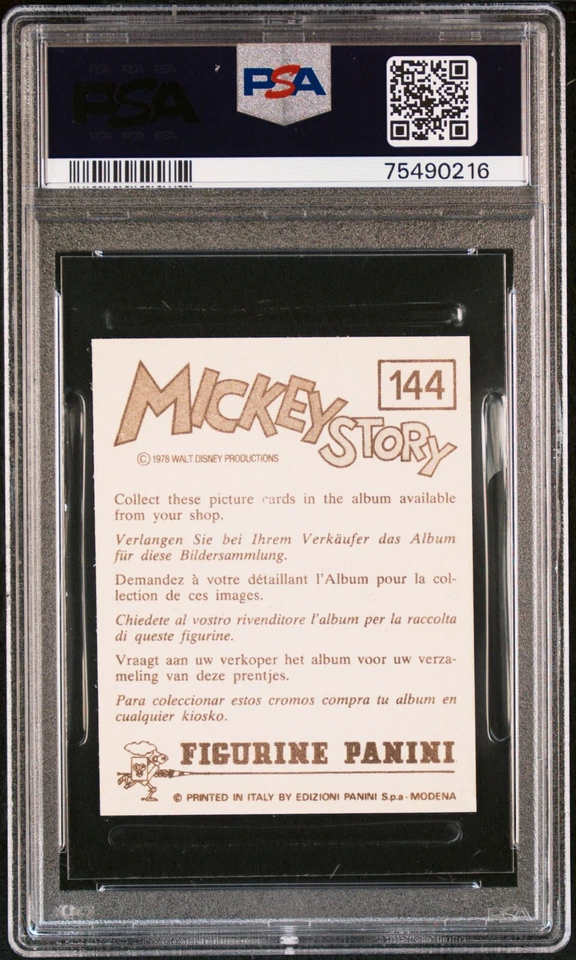 PSA
PSA
75490216
MICKEY STORY
144
© 1978 WALT DISNEY PRODUCTIONS
Collect these picture cards in the album available
from your shop.
Verlangen Sie bei Ihrem Verkäufer das Album
für diese Bildersammlung.
Demandez à votre détaillant l'Album pour la col-
lection de ces images.
Chiedete al vostro rivenditore l'album per la raccolta
di queste figurine.
Vraagt aan uw verkoper het album voor uw verza-
meling van deze prentjes.
Para coleccionar estos cromos compra tu album en
cualquier kiosko.
FIGURINE PANINI
© PRINTED IN ITALY BY EDIZIONI PANINI S.p.a - MODENA
PSA